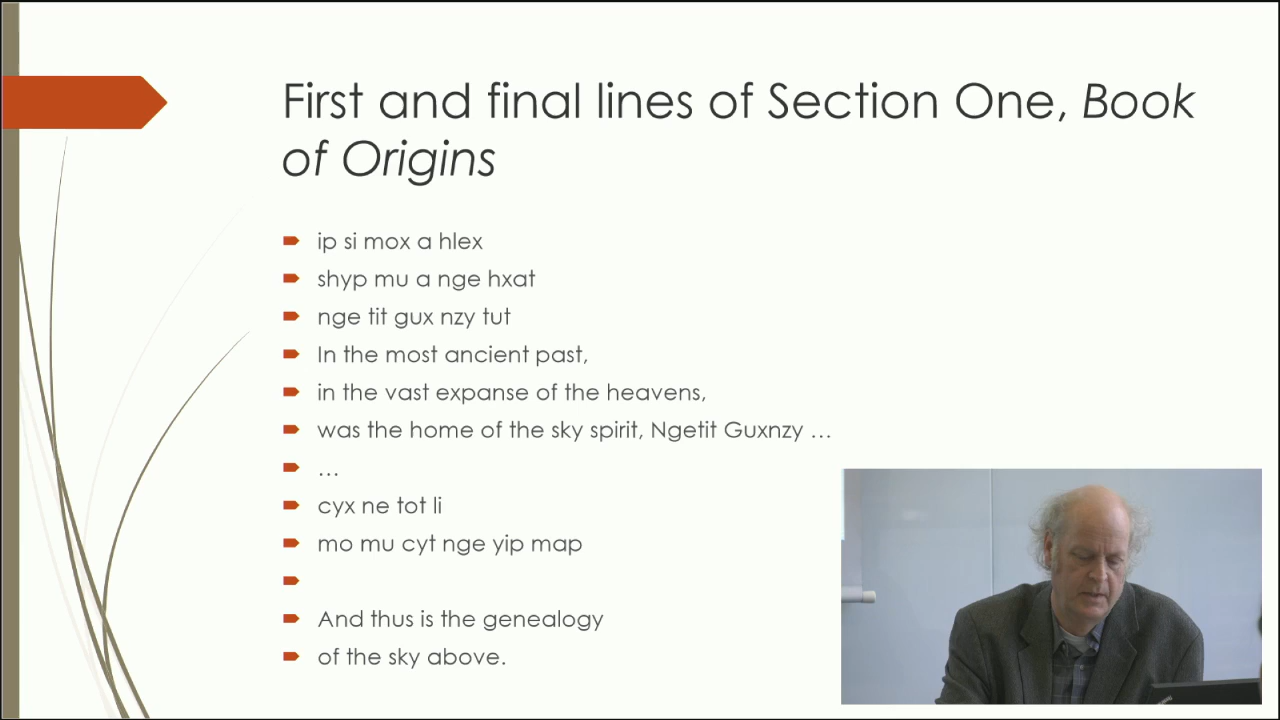 First and final lines of Section One, Book
of Origins
ip si mox a hlex
shyp mu a nge hxat
nge tit gux nzy tut
In the most ancient past,
in the vast expanse of the heavens,
was the home of the sky spirit, Ngetit Guxnzy …
…
cyx ne tot li
mo mu cyt nge yip map
And thus is the genealogy
of the sky above.